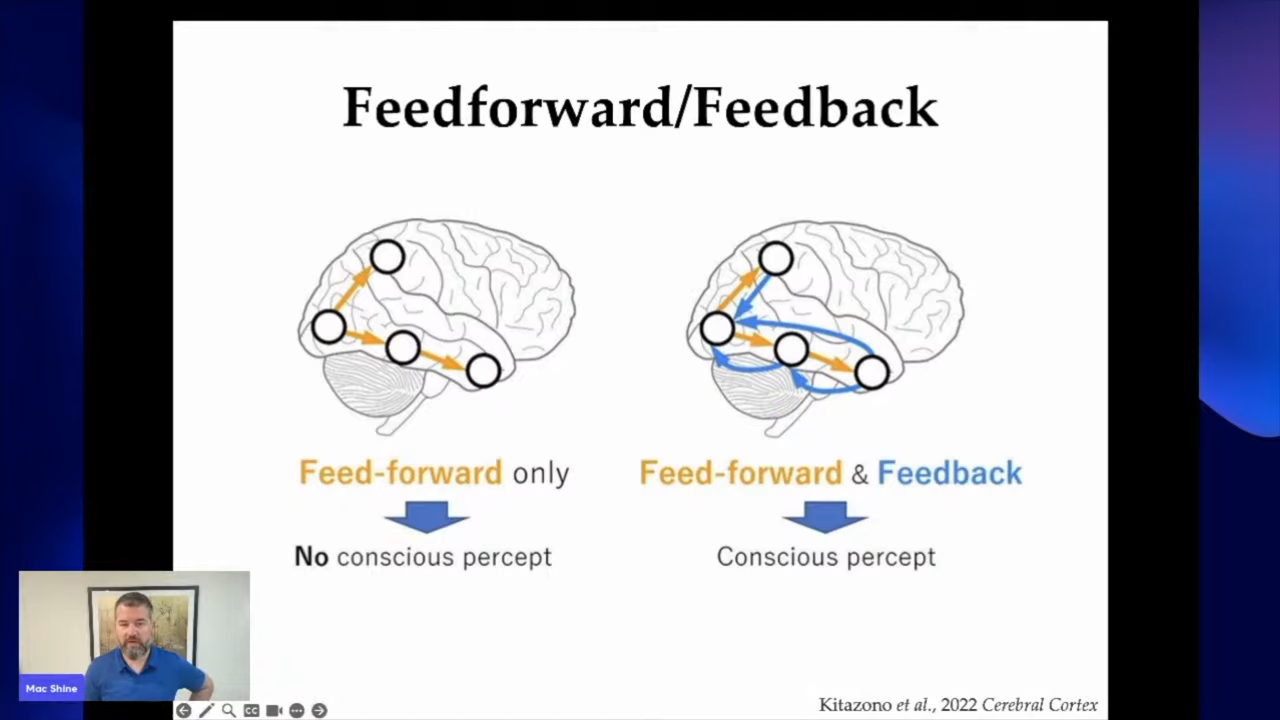 Feedforward/Feedback
Feed-forward only
Feed-forward & Feedback
No conscious percept
Conscious percept
Mac Shine
CC
Kitazono et al., 2022 Cerebral Cortex